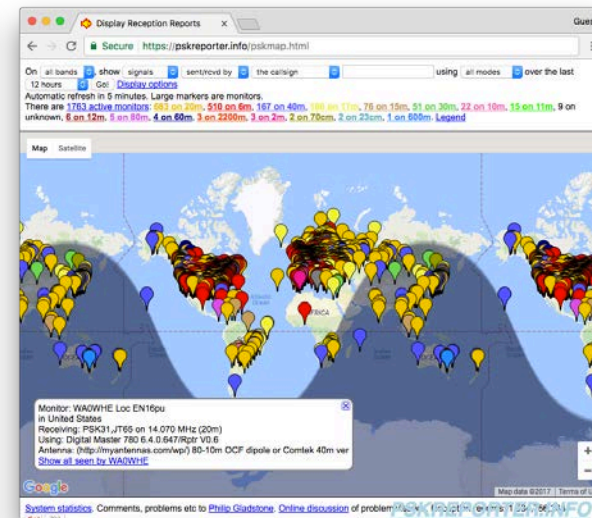 Display Reception Reports
Gues
Secure https://pskreporter.info/pskmap.html
On all bands , show signals sent/rcvd by the callsign using all modes over the last
12 hours Go! Display options
Automatic refresh in 5 minutes. Large markers are monitors.
There are 1763 active monitors: 683 on 20m, 510 on 6m, 167 on 40m, on 17m, 76 on 15m, 51 on 30m, 22 on 10m, 15 on 11m, 9 on
unknown, 6 on 12m, 5 on 80m, 4 on 60m, 3 on 2200m, 3 on 2m, 2 on 70cm, 2 on 23cm, 1 on 600m. Legend
Map Satellite
AFRICA
Monitor: WA0WHE Loc EN16pu
in United States
Receiving: PSK31,JT65 on 14.070 MHz (20m)
Using: Digital Master 780 6.4.0.647/Rptr V0.6
Antenna: (http://myantennas.com/wp/) 80-10m OCF dipole or Comtek 40m ver
Show all seen by WA0WHE
Google
Map data ©2017 Terms of U
System statistics. Comments, problems etc to Philip Gladstone. Online discussion of problems
PSKREPORTER.INFO